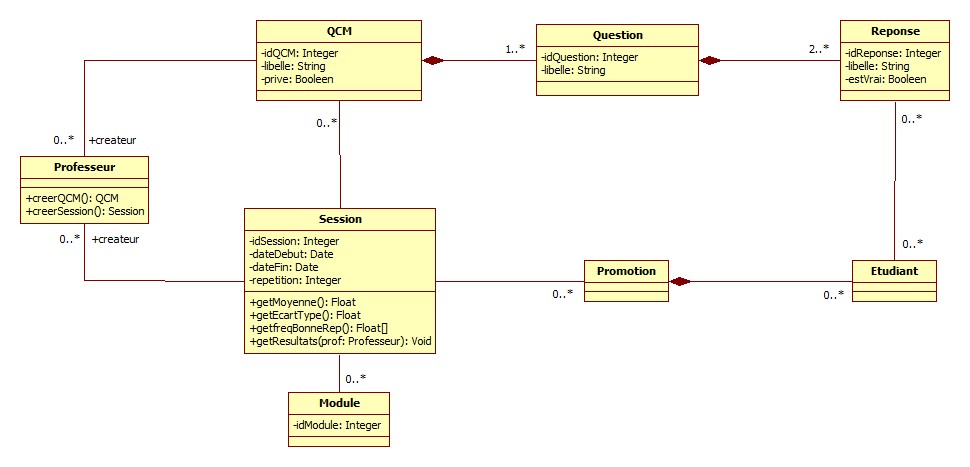 QCM
-idQCM: Integer
-libelle: String
-prive: Booleen
1..*
Question
-idQuestion: Integer
-libelle: String
2..*
Reponse
-idReponse: Integer
-libelle: String
-estVrai: Booleen
0..*
+createur
0..*
0..*
Professeur
+creerQCM(): QCM
+creerSession(): Session
0..*
+createur
Session
-idSession: Integer
-dateDebut: Date
-dateFin: Date
-repetition: Integer
+getMoyenne(): Float
+getEcartType(): Float
+getfreqBonneRep(): Float[]
+getResultats(prof: Professeur): Void
0..*
Promotion
0..*
0..*
Etudiant
0..*
Module
-idModule: Integer